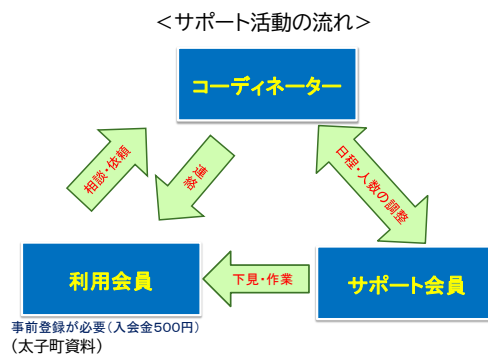 ＜サポート活動の流れ＞
コーディネーター
相談・依頼
連絡
日程・人数の調整
利用会員
下見・作業
サポート会員
事前登録が必要（入会金500円）
（太子町資料）